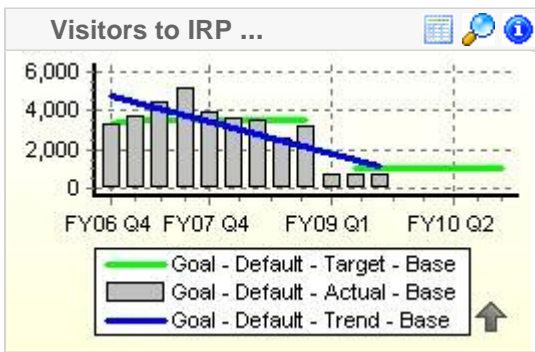 Visitors to IRP ...
6,000
4,000
2,000
0
FY06 Q4 FY07 Q4 FY09 Q1 FY10 Q2
Goal - Default - Target - Base
Goal - Default - Actual - Base
Goal - Default - Trend - Base